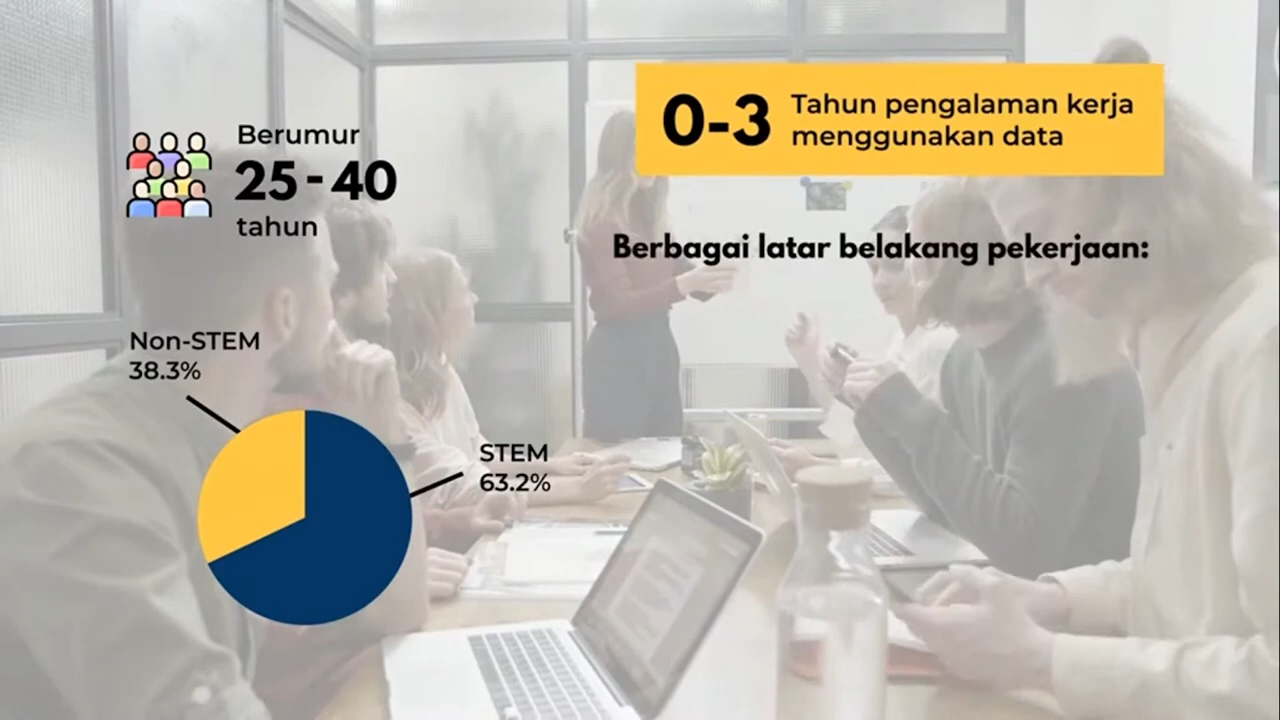 Berumur
25 - 40
tahun
0-3
Tahun pengalaman kerja
menggunakan data
Berbagai latar belakang pekerjaan:
Non-STEM
38.3%
STEM
63.2%